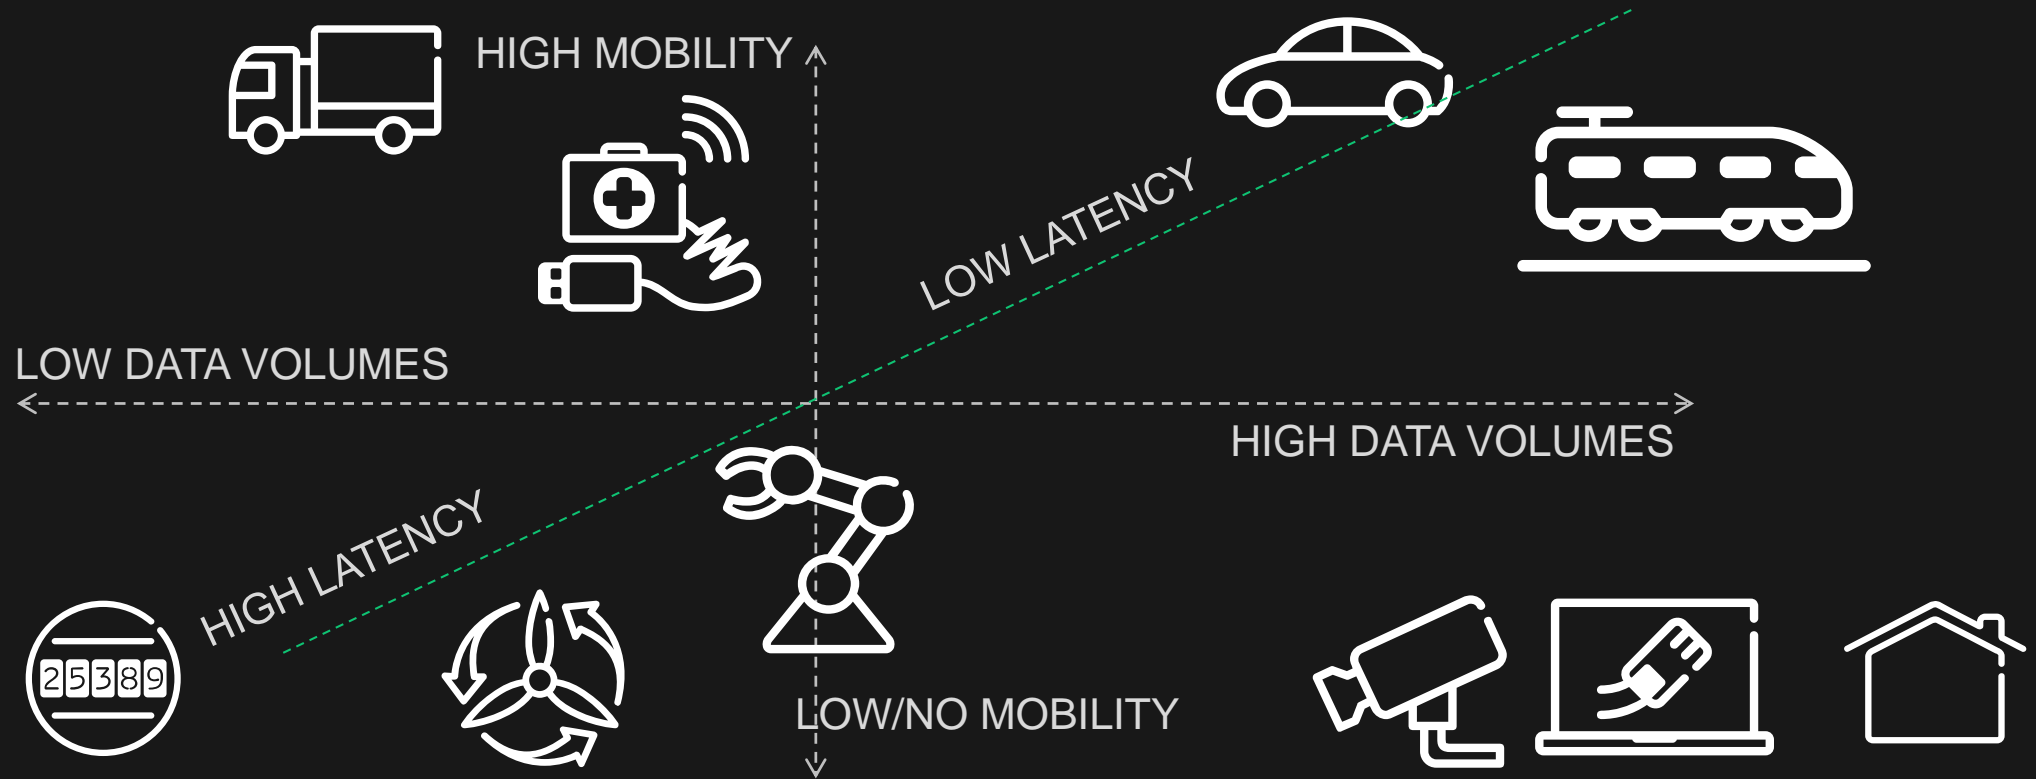 HIGH MOBILITY
LOW LATENCY
LOW DATA VOLUMES
HIGH DATA VOLUMES
HIGH LATENCY
25389
LOW/NO MOBILITY